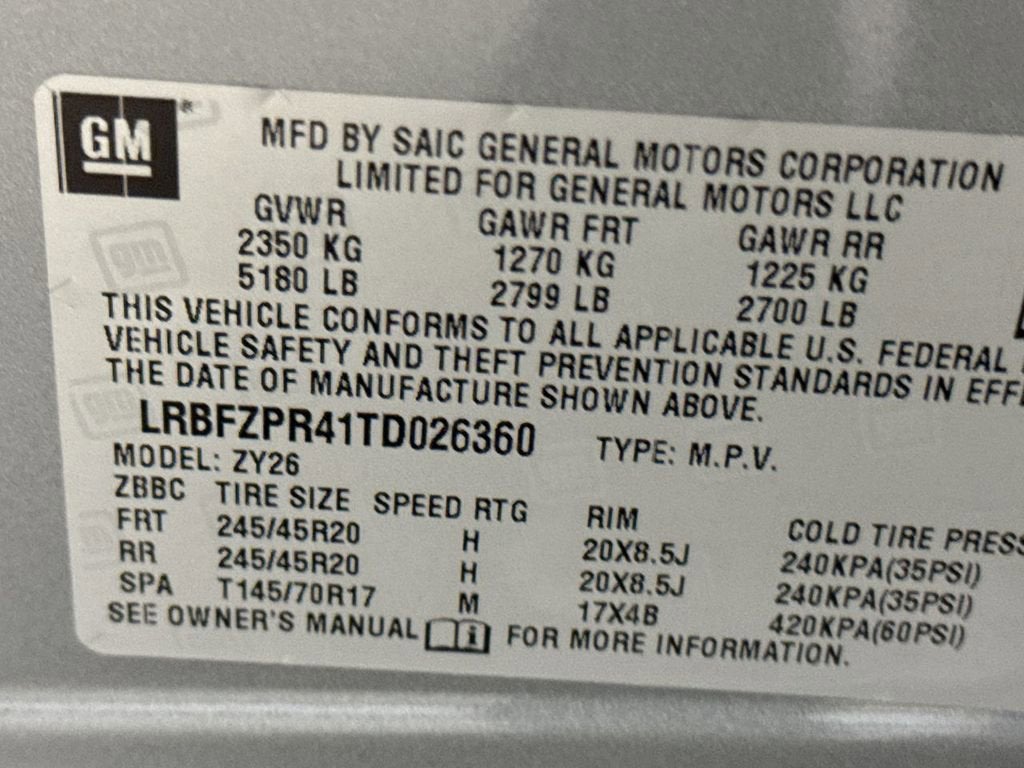 GM
MFD BY SAIC GENERAL MOTORS CORPORATION
LIMITED FOR GENERAL MOTORS LLC
GVWR GAWR FRT GAWR RR
2350 KG 1270 KG 1225 KG
5180 LB 2799 LB 2700 LB
THIS VEHICLE CONFORMS TO ALL APPLICABLE U.S. FEDERAL
VEHICLE SAFETY AND THEFT PREVENTION STANDARDS IN EFFE
THE DATE OF MANUFACTURE SHOWN ABOVE.
LRBFZPR41TD026360 TYPE: M.P.V.
MODEL: ZY26
ZBBC TIRE SIZE SPEED RTG RIM COLD TIRE PRESS
FRT 245/45R20 H 20X8.5J 240KPA(35PSI)
RR 245/45R20 H 20X8.5J 240KPA(35PSI)
SPA T145/70R17 M 17X4B 420KPA(60PSI)
SEE OWNER'S MANUAL FOR MORE INFORMATION.